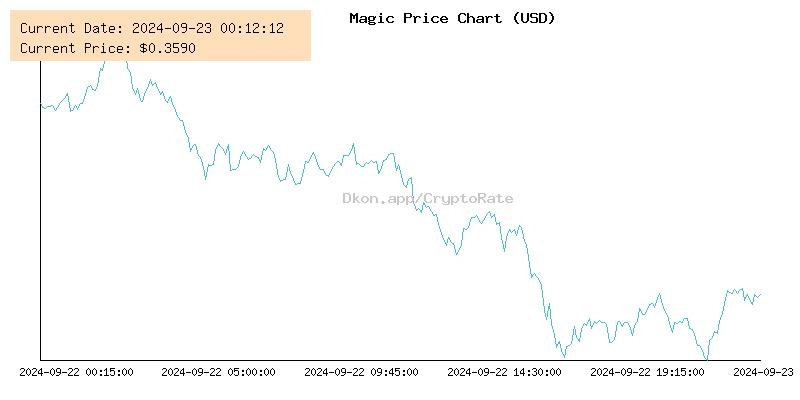 Magic Price Chart (USD)
Current Date: 2024-09-23 00:12:12
Current Price: $0.3590
Dkon.app/CryptoRate
2024-09-22 00:15:00 2024-09-22 05:00:00 2024-09-22 09:45:00 2024-09-22 14:30:00 2024-09-22 19:15:00 2024-09-23